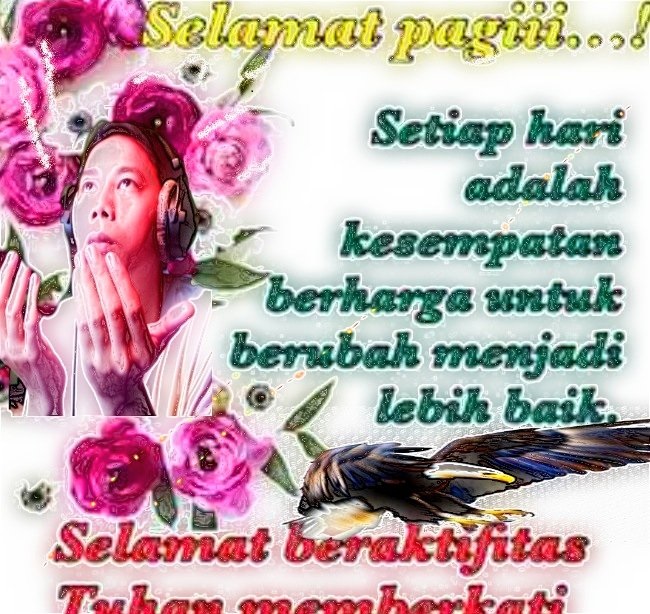 Selamat pagiii...!
Setiap hari
adalah
kesempatan
berharga untuk
berubah menjadi
lebih baik.
Selamat beraktifitas
Tuhan memberkati